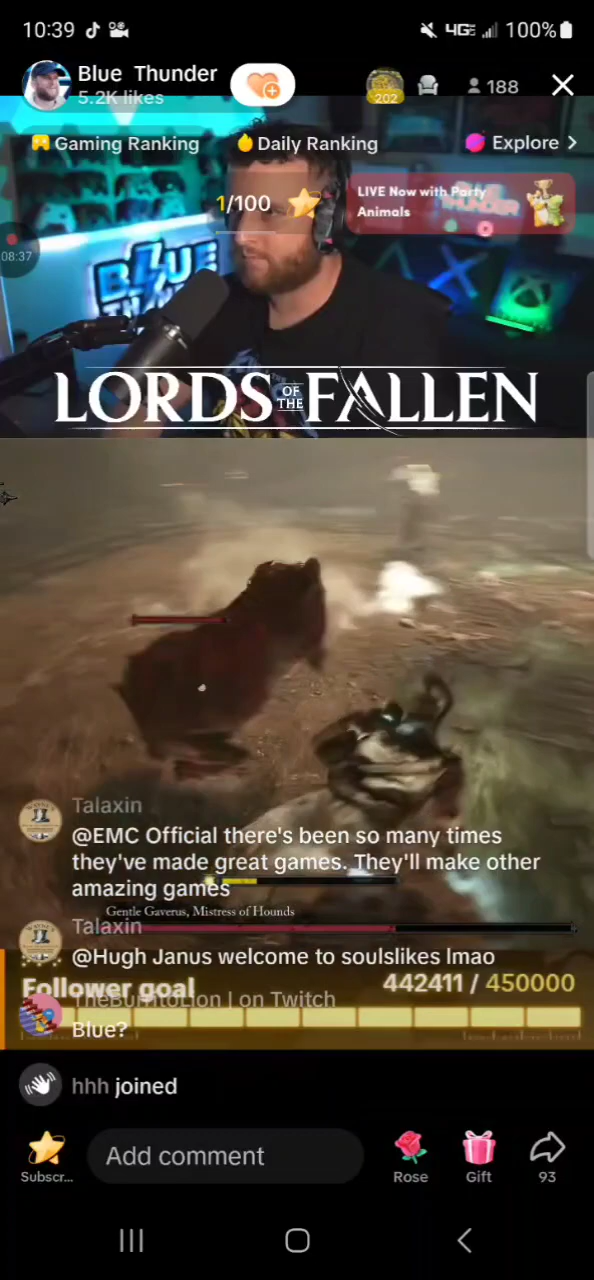 10:39
4GE
100%
Blue Thunder
5.2K likes
202
188
Gaming Ranking
Daily Ranking
Explore
1/100
LIVE Now with Party
Animals
08:37
BLUE
LORDS OF THE FALLEN
Talaxin
@EMC Official there's been so many times
they've made great games. They'll make other
amazing games
Gentle Gaverus, Mistress of Hounds
Talaxin
@Hugh Janus welcome to soulslikes lmao
Follower goal
442411 / 450000
TheBurntoLion | on Twitch
Blue?
hhh joined
Subscr...
Add comment
Rose
Gift
93